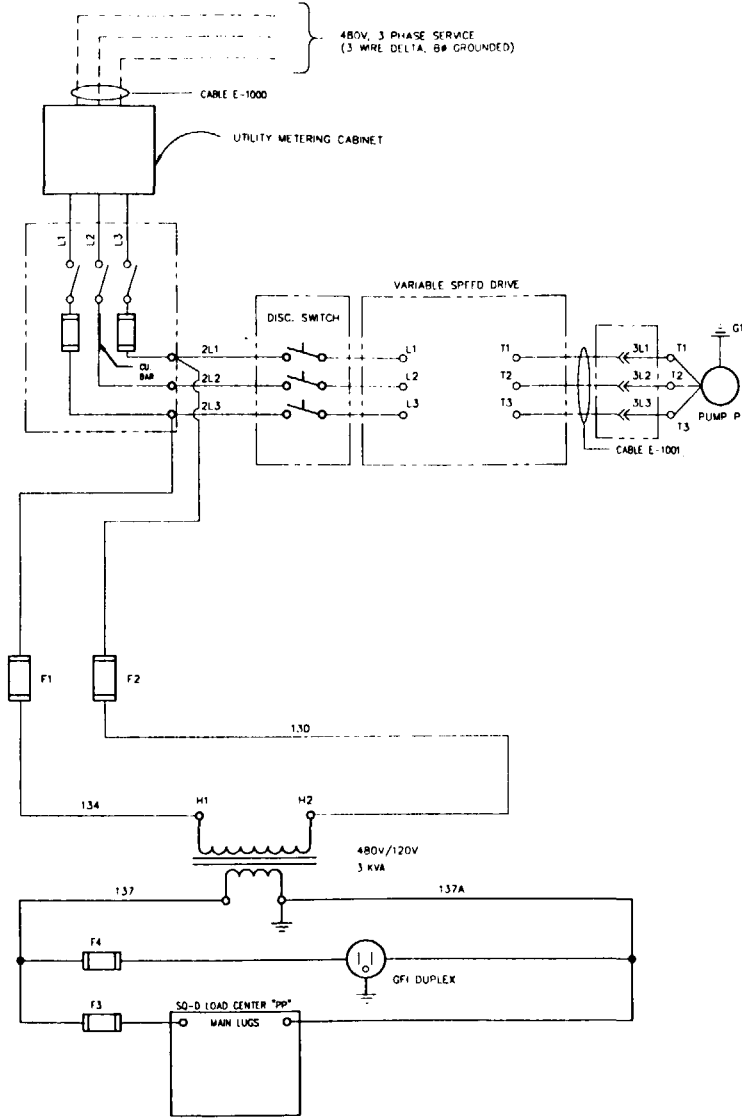 480V, 3 PHASE SERVICE
(3 WIRE DELTA, BØ GROUNDED)
CABLE E-1000
UTILITY METERING CABINET
L1
L2
L3
VARIABLE SPEED DRIVE
DISC. SWITCH
CU.
BAR
2L1
2L2
2L3
L1
L2
L3
T1
T2
T3
3L1
3L2
3L3
T1
T2
T3
G1
PUMP P
CABLE E-1001
F1
F2
130
134
H1
H2
480V/120V
3 KVA
137
137A
F4
GFI DUPLEX
F3
SQ-D LOAD CENTER "PP"
MAIN LUGS